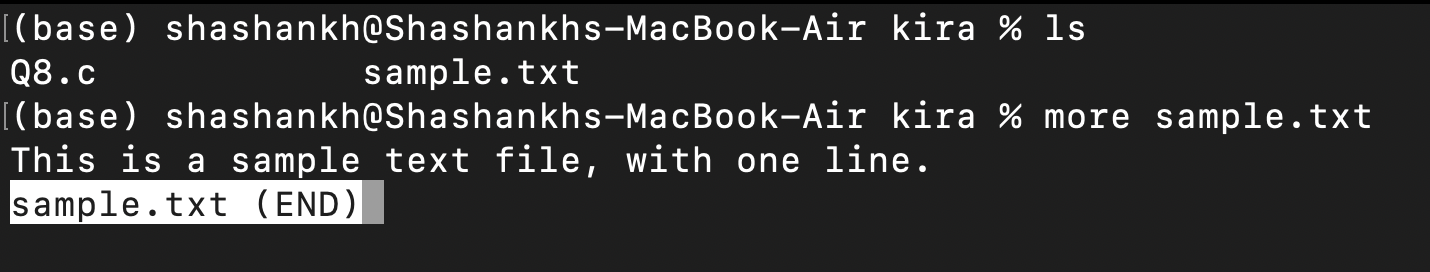 [(base) shashankh@Shashankhs-MacBook-Air kira % ls
Q8.c sample.txt
[(base) shashankh@Shashankhs-MacBook-Air kira % more sample.txt
This is a sample text file, with one line.
sample.txt (END)